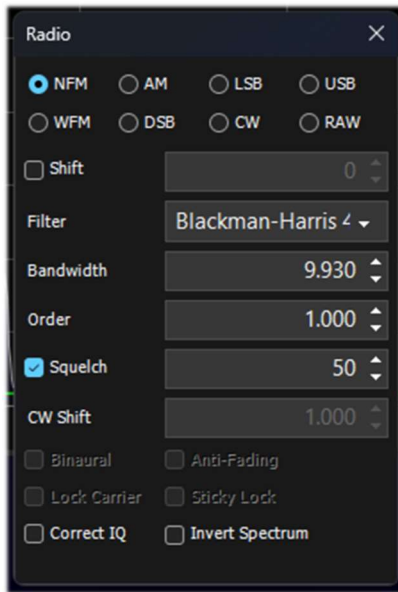 Radio
NFM AM LSB USB
WFM DSB CW RAW
Shift 0
Filter Blackman-Harris 4
Bandwidth 9.930
Order 1.000
Squelch 50
CW Shift 1.000
Binaural Anti-Fading
Lock Carrier Sticky Lock
Correct IQ Invert Spectrum